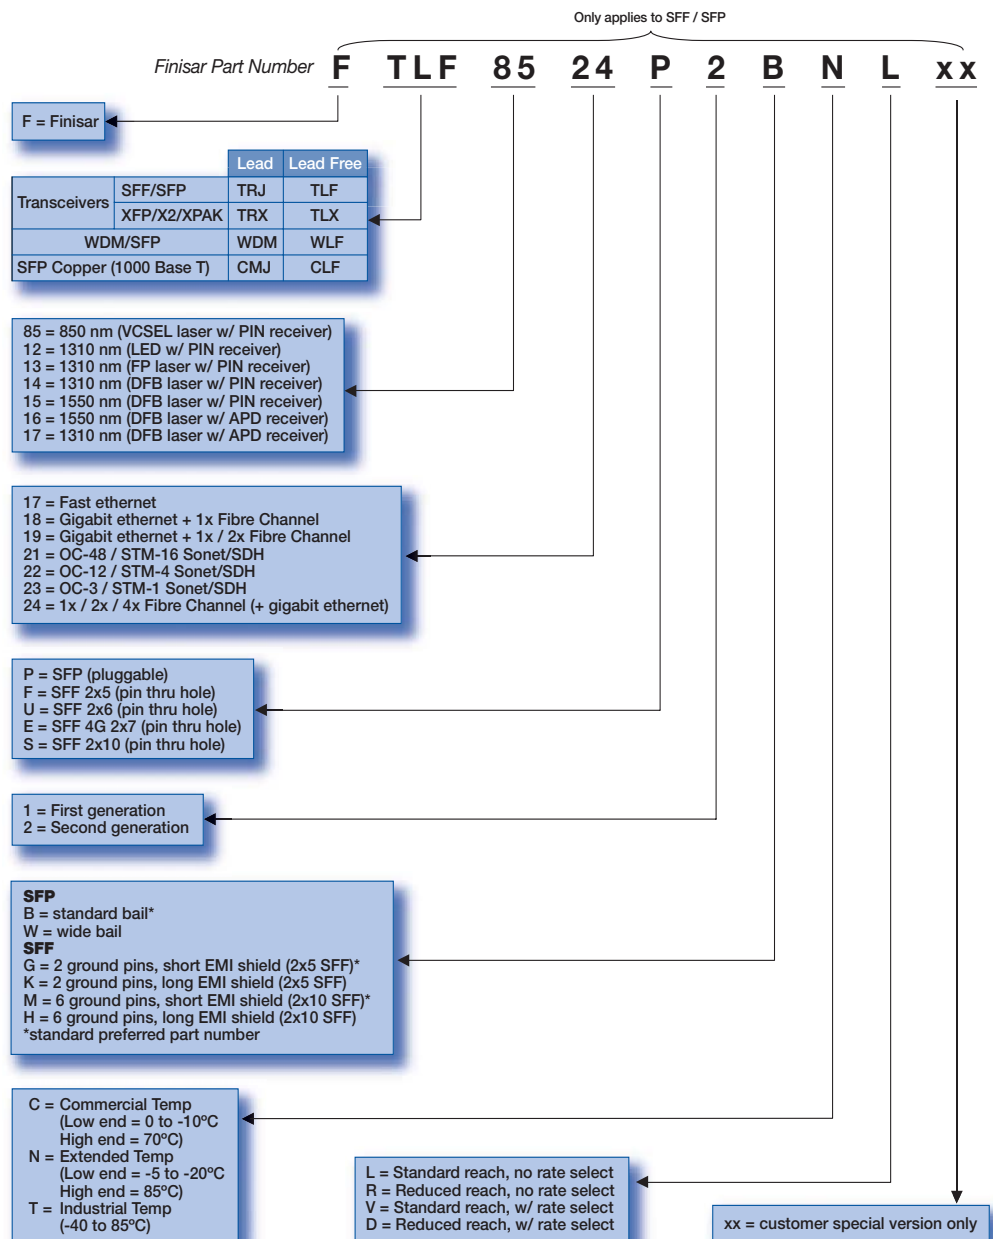 Only applies to SFF / SFP
Finisar Part Number F TLF 85 24 P 2 B N L xx
F = Finisar
Lead Lead Free
Transceivers SFF/SFP TRJ TLF
XFP/X2/XPAK TRX TLX
WDM/SFP WDM WLF
SFP Copper (1000 Base T) CMJ CLF
85 = 850 nm (VCSEL laser w/ PIN receiver)
12 = 1310 nm (LED w/ PIN receiver)
13 = 1310 nm (FP laser w/ PIN receiver)
14 = 1310 nm (DFB laser w/ PIN receiver)
15 = 1550 nm (DFB laser w/ PIN receiver)
16 = 1550 nm (DFB laser w/ APD receiver)
17 = 1310 nm (DFB laser w/ APD receiver)
17 = Fast ethernet
18 = Gigabit ethernet + 1x Fibre Channel
19 = Gigabit ethernet + 1x / 2x Fibre Channel
21 = OC-48 / STM-16 Sonet/SDH
22 = OC-12 / STM-4 Sonet/SDH
23 = OC-3 / STM-1 Sonet/SDH
24 = 1x / 2x / 4x Fibre Channel (+ gigabit ethernet)
P = SFP (pluggable)
F = SFF 2x5 (pin thru hole)
U = SFF 2x6 (pin thru hole)
E = SFF 4G 2x7 (pin thru hole)
S = SFF 2x10 (pin thru hole)
1 = First generation
2 = Second generation
SFP
B = standard bail*
W = wide bail
SFF
G = 2 ground pins, short EMI shield (2x5 SFF)*
K = 2 ground pins, long EMI shield (2x5 SFF)
M = 6 ground pins, short EMI shield (2x10 SFF)*
H = 6 ground pins, long EMI shield (2x10 SFF)
*standard preferred part number
C = Commercial Temp
(Low end = 0 to -10ºC
High end = 70ºC)
N = Extended Temp
(Low end = -5 to -20ºC
High end = 85ºC)
T = Industrial Temp
(-40 to 85ºC)
L = Standard reach, no rate select
R = Reduced reach, no rate select
V = Standard reach, w/ rate select
D = Reduced reach, w/ rate select
xx = customer special version only